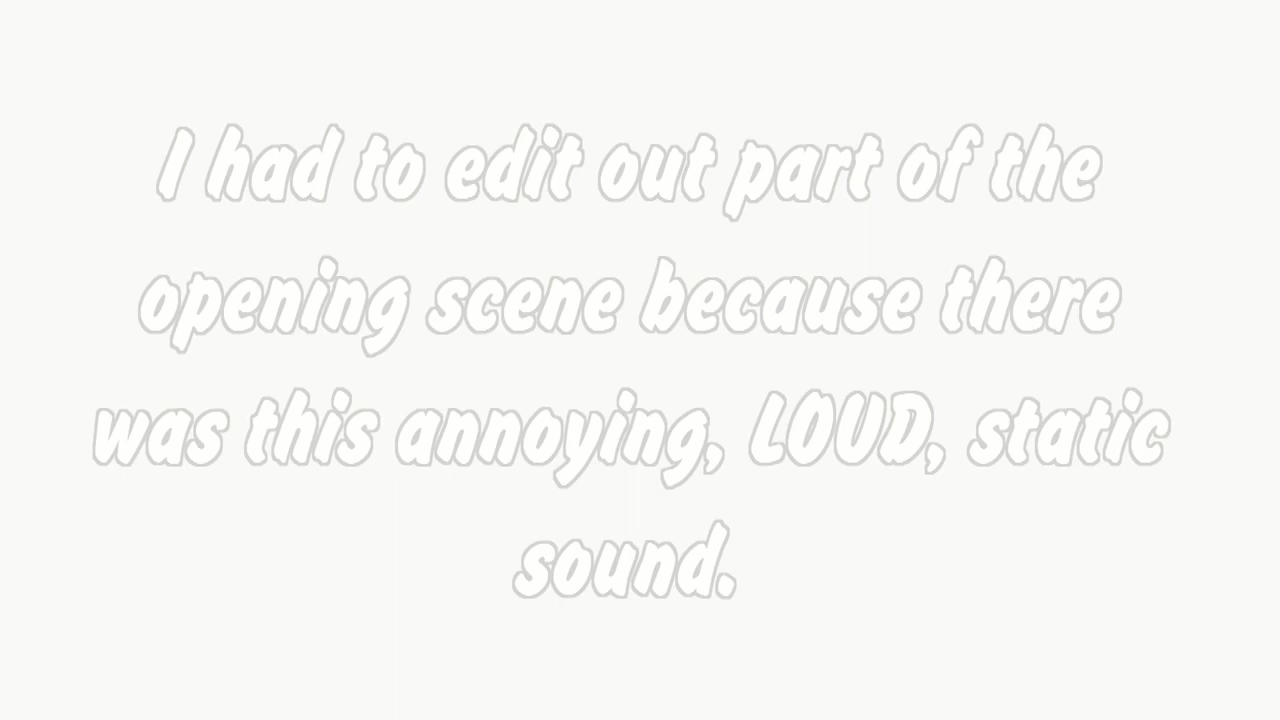 I had to edit out part of the
opening scene because there
was this annoying, LOUD, static
sound.